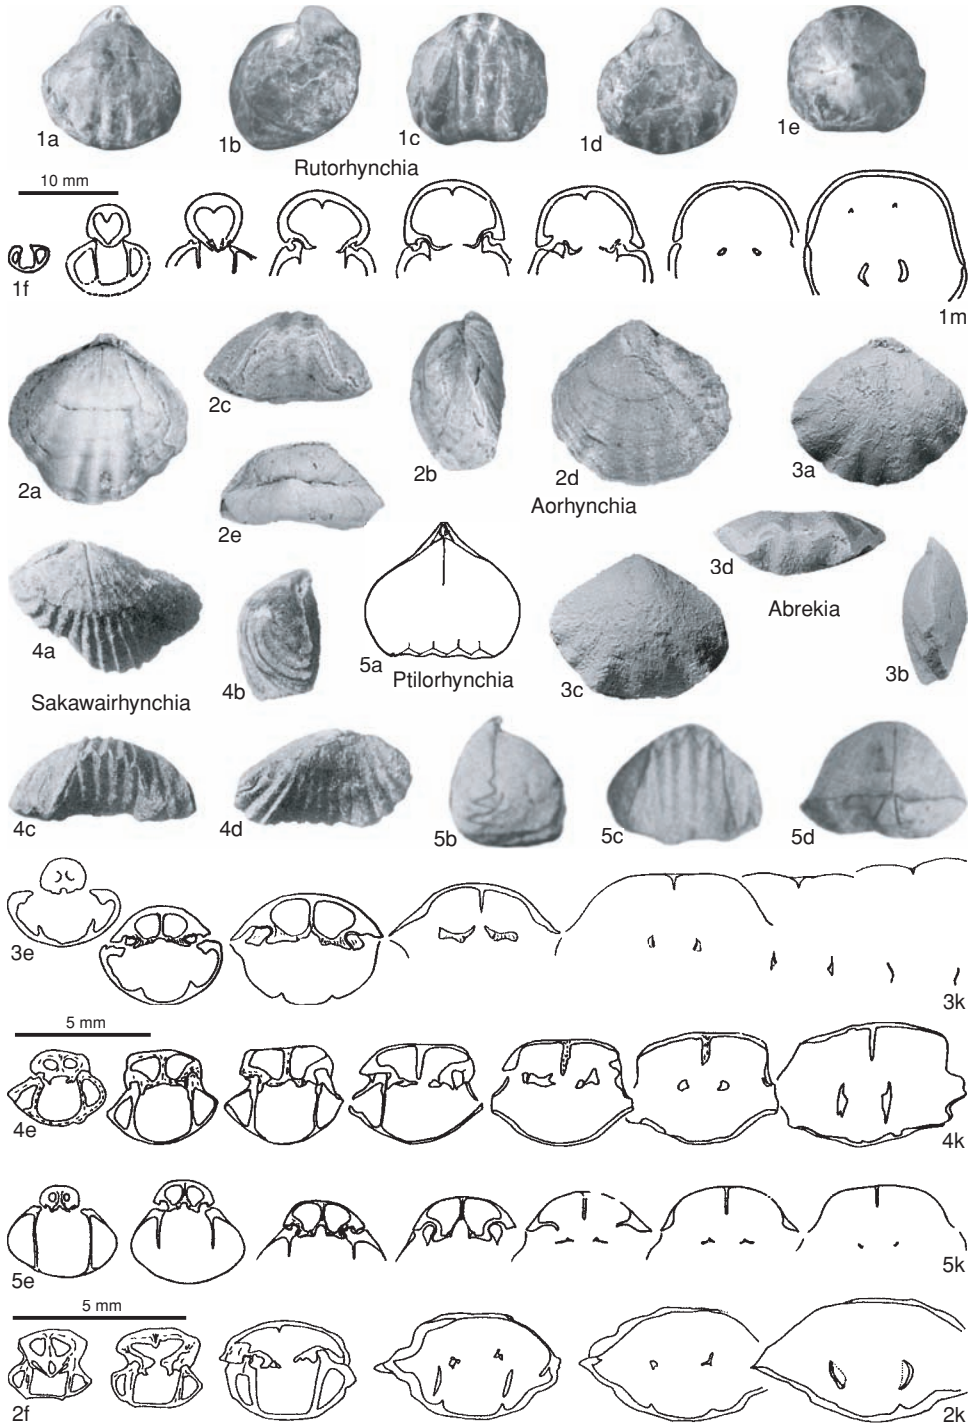 1a
1b
1c
1d
1e
Rutorhynchia
10 mm
1f
1m
2a
2c
2b
2d
3a
2e
Aorhynchia
3d
Abrekia
4a
4b
5a
3c
3b
Sakawairhynchia
Ptilorhynchia
4c
4d
5b
5c
5d
3e
3k
5 mm
4e
4k
5e
5k
5 mm
2f
2k